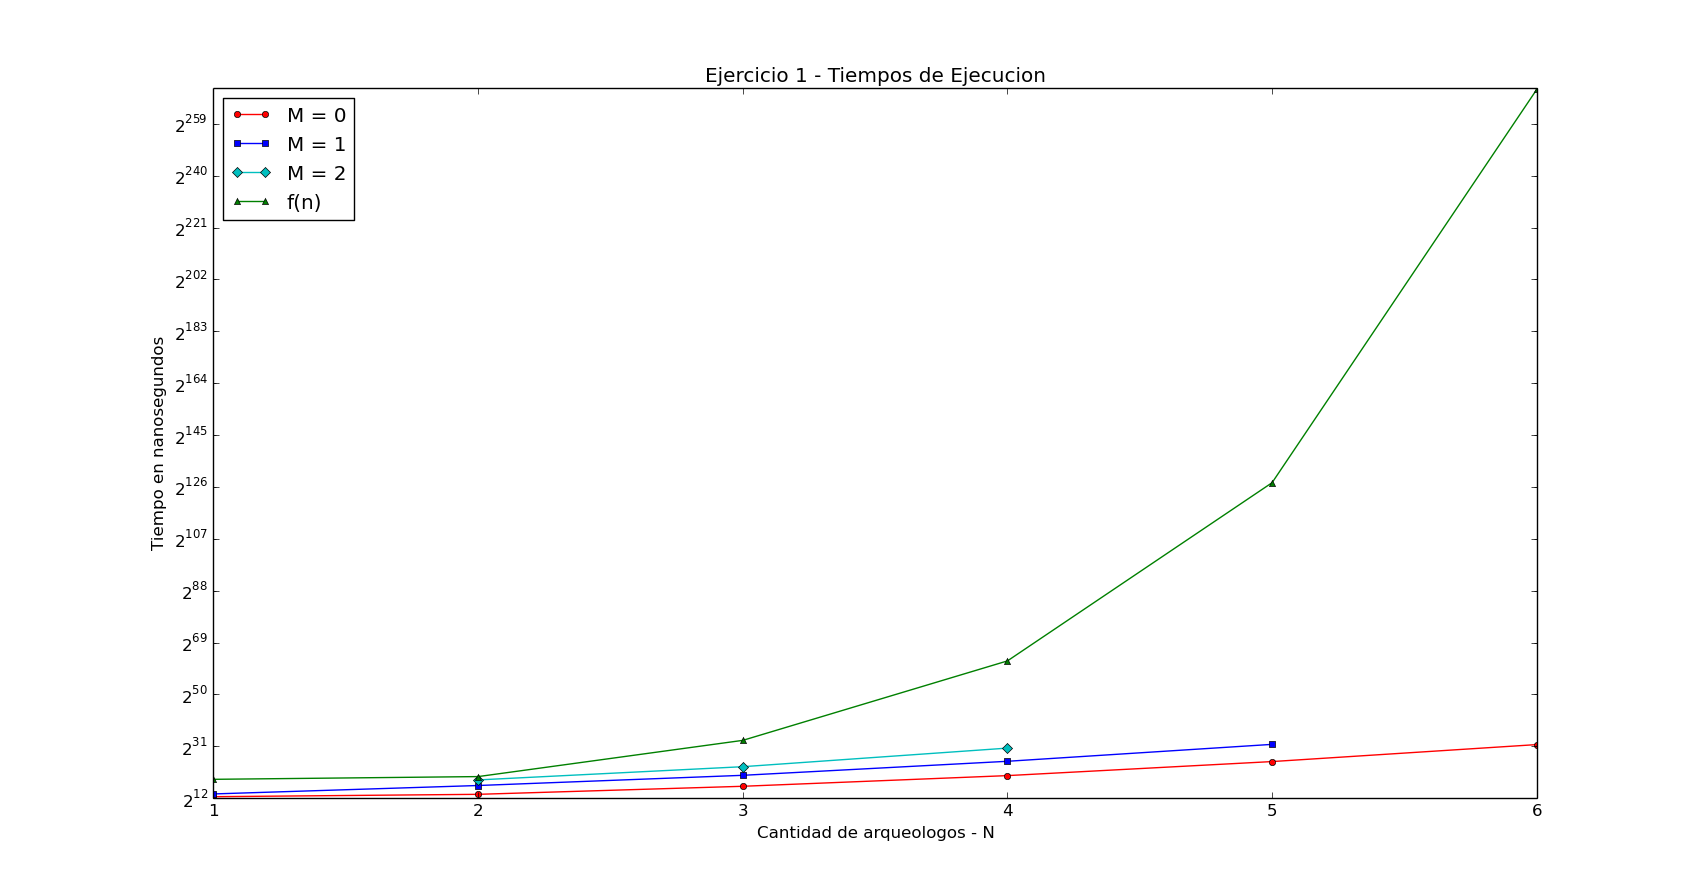 Ejercicio 1 - Tiempos de Ejecucion
M = 0
M = 1
M = 2
f(n)
2^259
2^240
2^221
2^202
2^183
2^164
2^145
2^126
2^107
2^88
2^69
2^50
2^31
2^12
Tiempo en nanosegundos
1 2 3 4 5 6
Cantidad de arqueologos - N